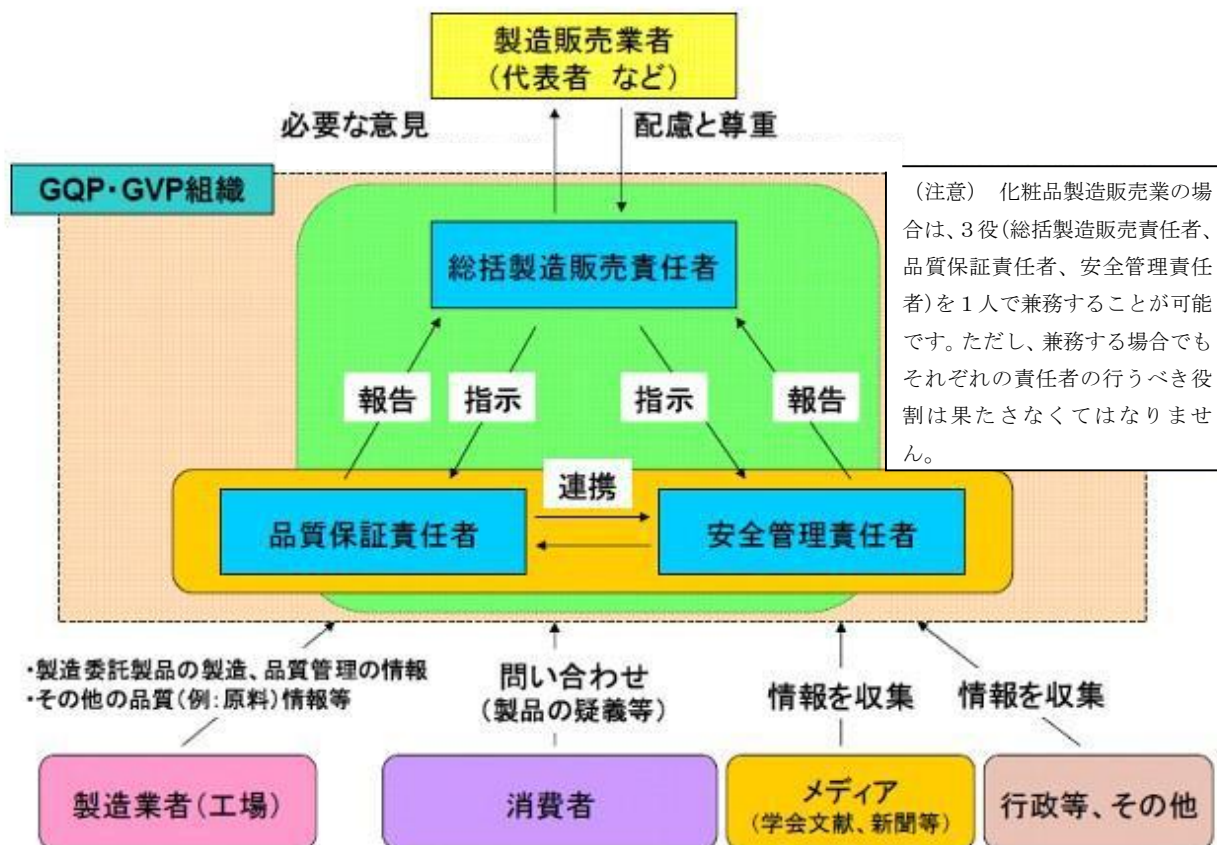 製造販売業者
（代表者 など）
必要な意見
配慮と尊重
GQP・GVP組織
（注意） 化粧品製造販売業の場
合は、３役（総括製造販売責任者、
品質保証責任者、安全管理責任
者）を１人で兼務することが可能
です。ただし、兼務する場合でも
それぞれの責任者の行うべき役
割は果たさなくてはなりませ
ん。
総括製造販売責任者
報告
指示
指示
報告
連携
品質保証責任者
安全管理責任者
・製造委託製品の製造、品質管理の情報
・その他の品質（例：原料）情報等
問い合わせ
（製品の疑義等）
情報を収集
情報を収集
製造業者（工場）
消費者
メディア
（学会文献、新聞等）
行政等、その他